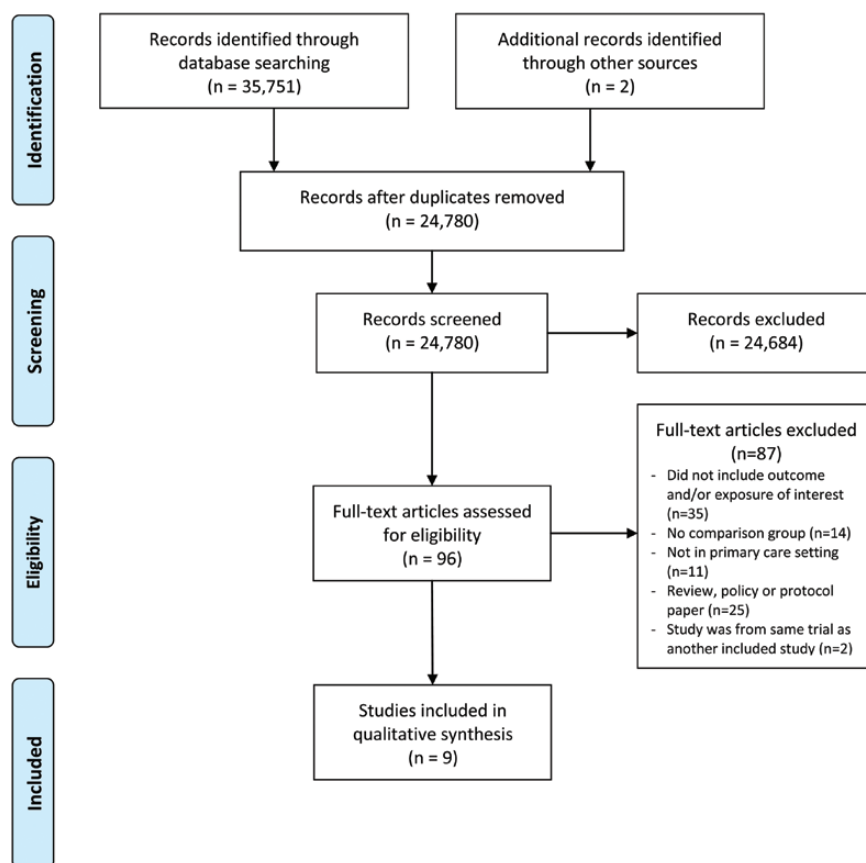 Identification
Records identified through
database searching
(n = 35,751)
Additional records identified
through other sources
(n = 2)
Records after duplicates removed
(n = 24,780)
Screening
Records screened
(n = 24,780)
Records excluded
(n = 24,684)
Eligibility
Full-text articles assessed
for eligibility
(n = 96)
Full-text articles excluded
(n=87)
- Did not include outcome
and/or exposure of interest
(n=35)
- No comparison group (n=14)
- Not in primary care setting
(n=11)
- Review, policy or protocol
paper (n=25)
- Study was from same trial as
another included study (n=2)
Included
Studies included in
qualitative synthesis
(n = 9)